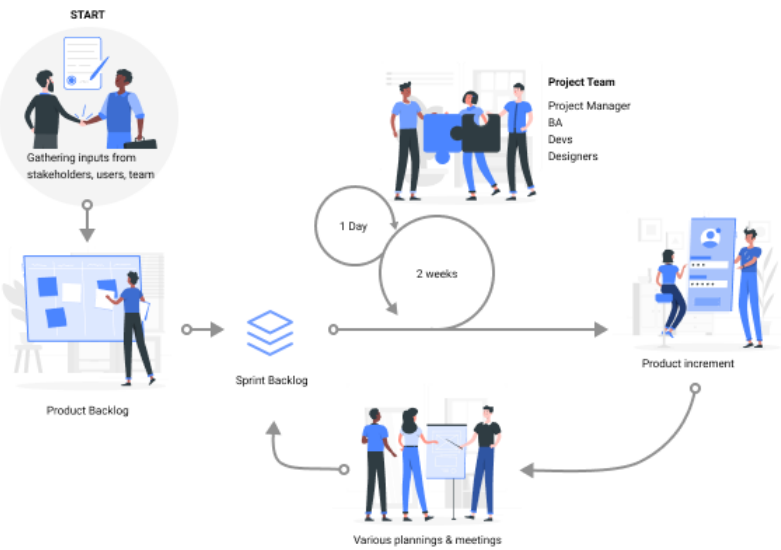 START
Gathering inputs from
stakeholders, users, team
Project Team
Project Manager
BA
Devs
Designers
1 Day
2 weeks
Product Backlog
Sprint Backlog
Product increment
Various plannings & meetings